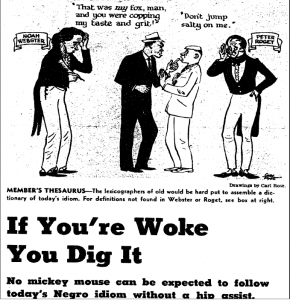 "That was my fox, man,
and you were copping
my taste and grit."
"Don't jump
salty on me."
NOAH
WEBSTER
PETER
ROGET
Drawings by Carl Rose.
MEMBER'S THESAURUS—The lexicographers of old would be hard put to assemble a dic-
tionary of today's idiom. For definitions not found in Webster or Roget, see box at right.
If You're Woke
You Dig It
No mickey mouse can be expected to follow
today's Negro idiom without a hip assist.